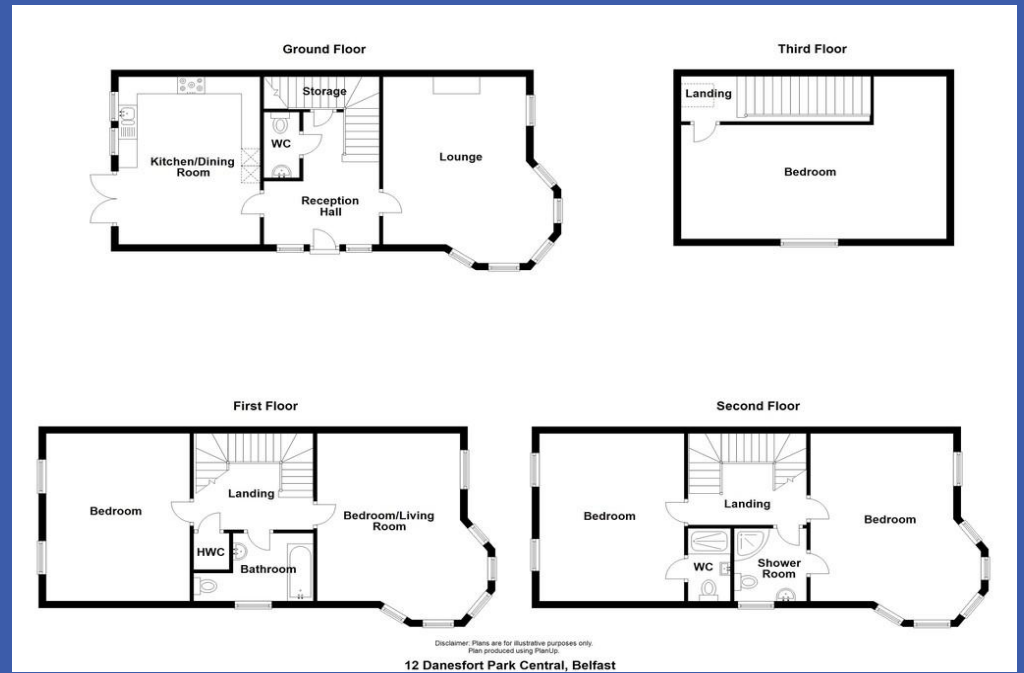 Ground Floor
Third Floor
Storage
WC
Kitchen/Dining
Room
Lounge
Reception
Hall
Landing
Bedroom
First Floor
Second Floor
Bedroom
Landing
Bedroom/Living
Room
HWC
Bathroom
Bedroom
Landing
Bedroom
WC
Shower
Room
Disclaimer: Plans are for illustrative purposes only.
Plan produced using PlanUp.
12 Danesfort Park Central, Belfast